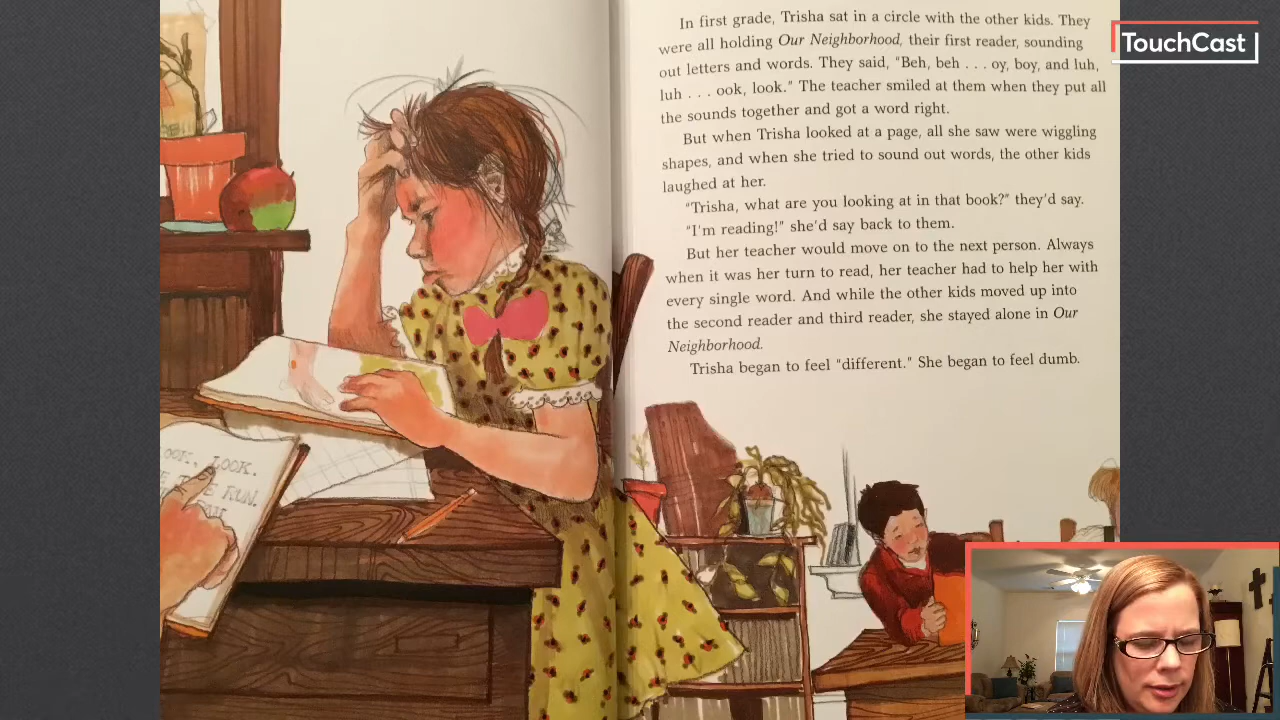 In first grade, Trisha sat in a circle with the other kids. They
were all holding Our Neighborhood, their first reader, sounding
out letters and words. They said, "Beh, beh . . . oy, boy, and luh,
luh . . . ook, look." The teacher smiled at them when they put all
the sounds together and got a word right.
But when Trisha looked at a page, all she saw were wiggling
shapes, and when she tried to sound out words, the other kids
laughed at her.
"Trisha, what are you looking at in that book?" they'd say.
"I'm reading!" she'd say back to them.
But her teacher would move on to the next person. Always
when it was her turn to read, her teacher had to help her with
every single word. And while the other kids moved up into
the second reader and third reader, she stayed alone in Our
Neighborhood.
Trisha began to feel "different." She began to feel dumb.
TouchCast
LOOK.
RUN.